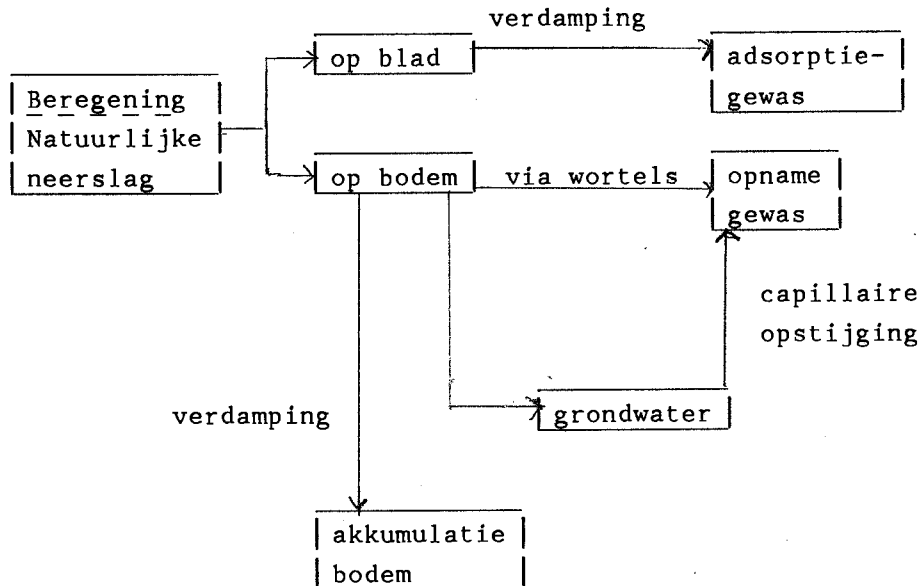 verdamping
op blad
adsorptie-
gewas
Beregening
Natuurlijke
neerslag
op bodem
via wortels
opname
gewas
capillaire
opstijging
grondwater
verdamping
akkumulatie
bodem